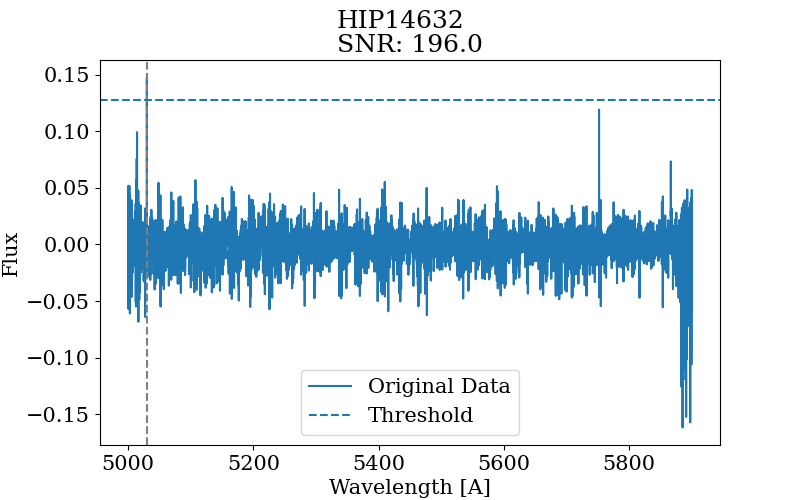 HIP14632
SNR: 196.0
0.15
0.10
0.05
0.00
−0.05
−0.10
−0.15
Flux
Original Data
Threshold
5000 5200 5400 5600 5800
Wavelength [A]